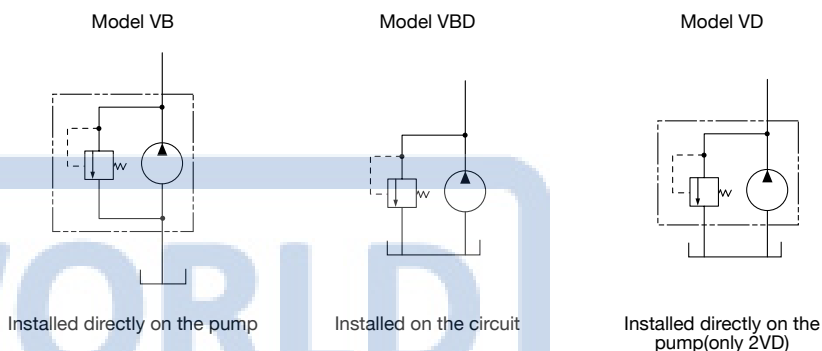 Model VB
Model VBD
Model VD
WORLD
Installed directly on the pump
Installed on the circuit
Installed directly on the
pump(only 2VD)